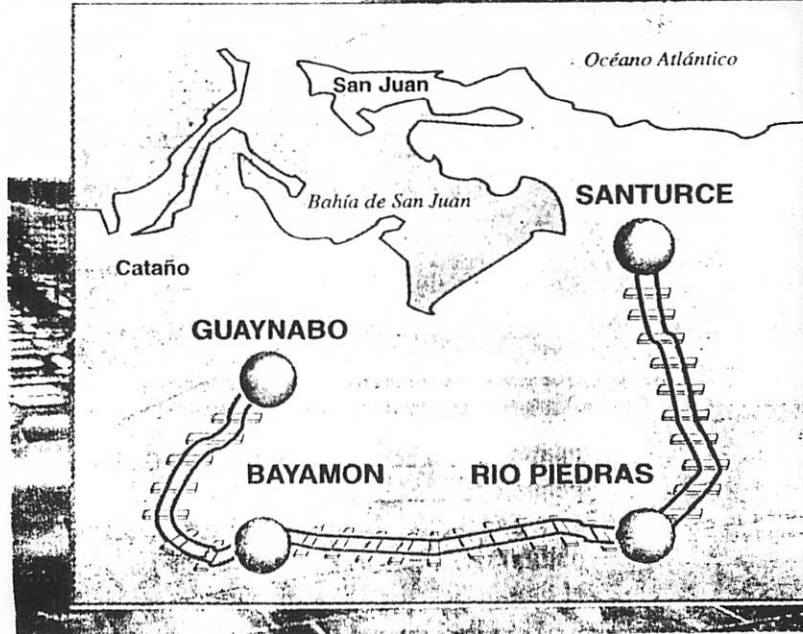 Océano Atlántico
San Juan
Bahía de San Juan
SANTURCE
Cataño
GUAYNABO
BAYAMON
RIO PIEDRAS